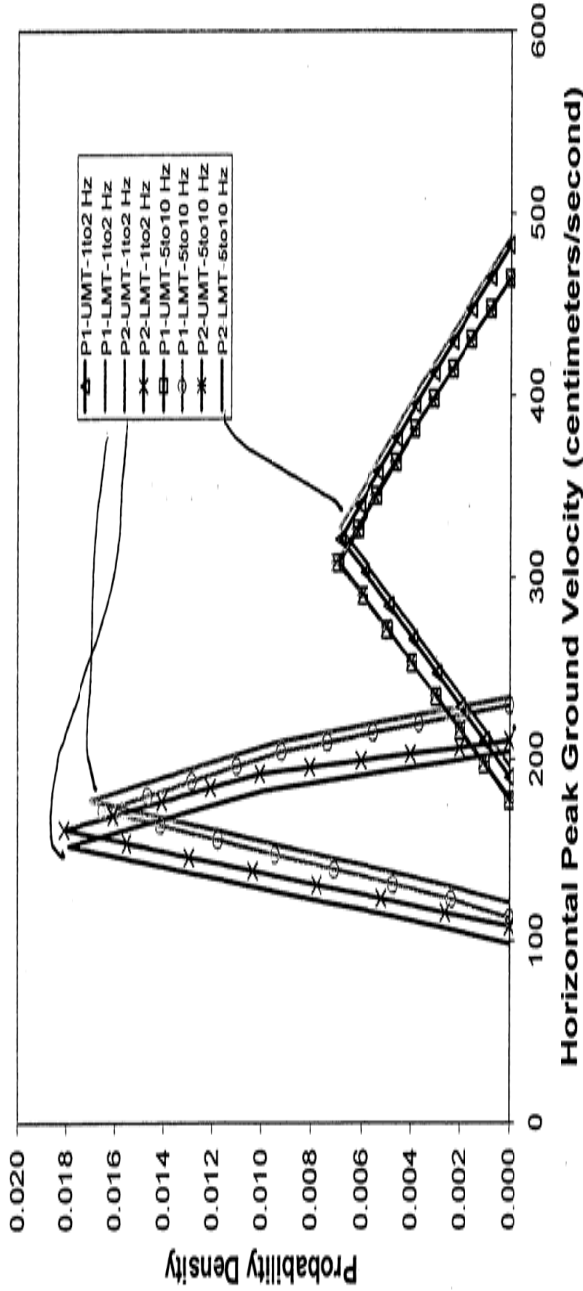 Probability Density
0.020
0.018
0.016
0.014
0.012
0.010
0.008
0.006
0.004
0.002
0.000
P1-UMT-1to2 Hz
P1-LMT-1to2 Hz
P2-UMT-1to2 Hz
P2-LMT-1to2 Hz
P1-UMT-5to10 Hz
P1-LMT-5to10 Hz
P2-UMT-5to10 Hz
P2-LMT-5to10 Hz
0
100
200
300
400
500
600
Horizontal Peak Ground Velocity (centimeters/second)